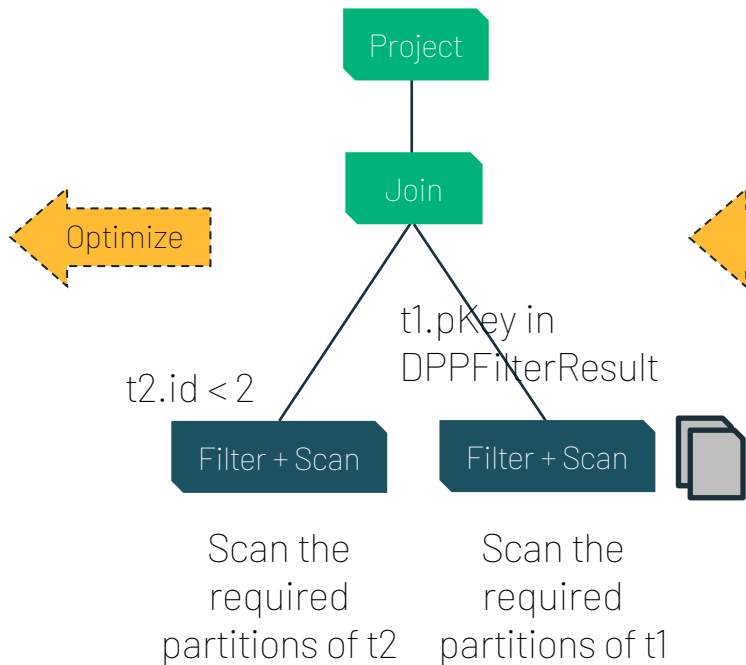 Project
Join
Optimize
t1.pKey in
DPPFilterResult
t2.id < 2
Filter + Scan
Filter + Scan
Scan the
required
partitions of t2
Scan the
required
partitions of t1